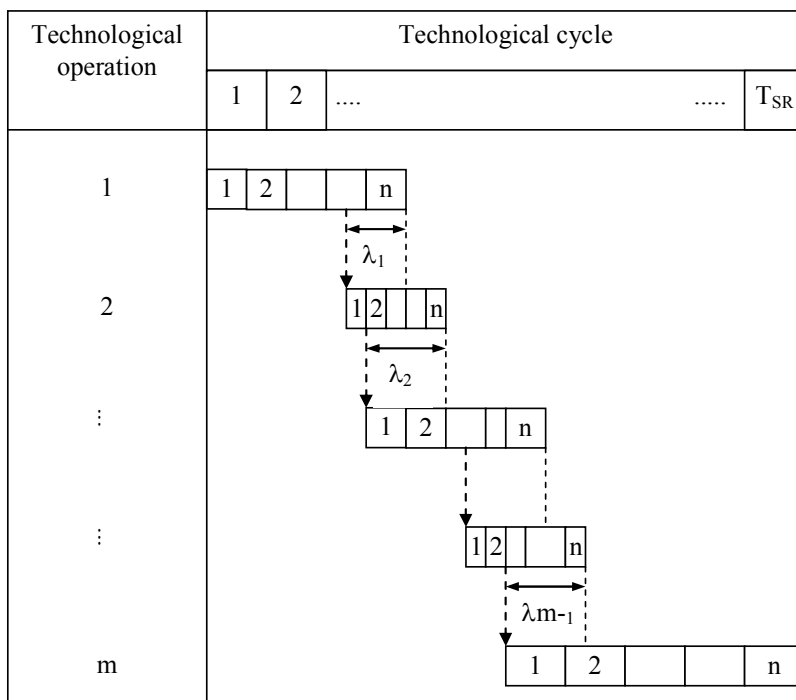 Technological operation
Technological cycle
1 2 .... ..... T_SR
1
1 2 n
λ₁
2
1 2 n
λ₂
⋮
1 2 n
⋮
1 2 n
λm-₁
m
1 2 n